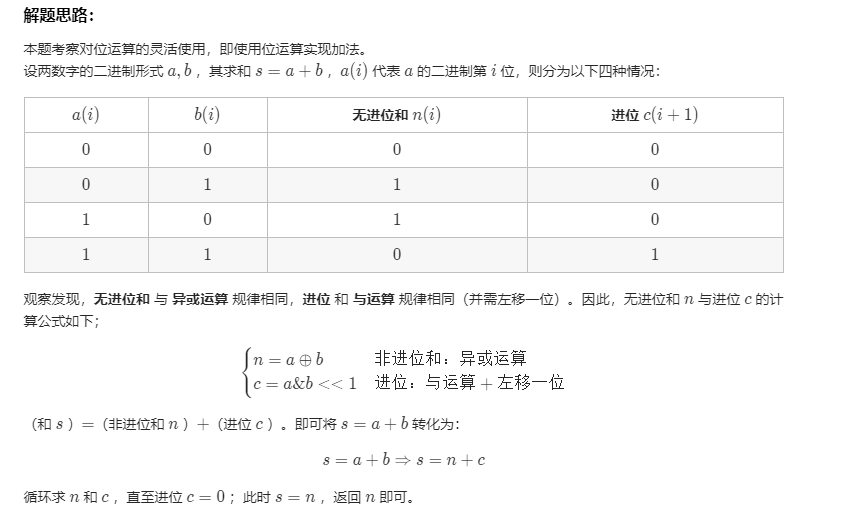 解题思路：
本题考察对位运算的灵活使用，即使用位运算实现加法。
设两数字的二进制形式 a, b ，其求和 s = a + b ，a(i) 代表 a 的二进制第 i 位，则分为以下四种情况：
a(i) b(i) 无进位和 n(i) 进位 c(i + 1)
0 0 0 0
0 1 1 0
1 0 1 0
1 1 0 1
观察发现，无进位和 与 异或运算 规律相同，进位 和 与运算 规律相同（并需左移一位）。因此，无进位和 n 与进位 c 的计
算公式如下；
n = a ⊕ b 非进位和：异或运算
c = a&b << 1 进位：与运算 + 左移一位
（和 s ）=（非进位和 n ）+（进位 c ）。即可将 s = a + b 转化为：
s = a + b ⇒ s = n + c
循环求 n 和 c ，直至进位 c = 0 ；此时 s = n ，返回 n 即可。